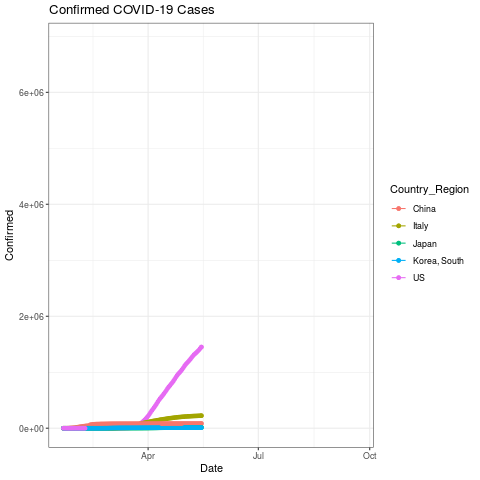 Confirmed COVID-19 Cases
Confirmed
6e+06
4e+06
2e+06
0e+00
Apr
Jul
Oct
Date
Country_Region
China
Italy
Japan
Korea, South
US